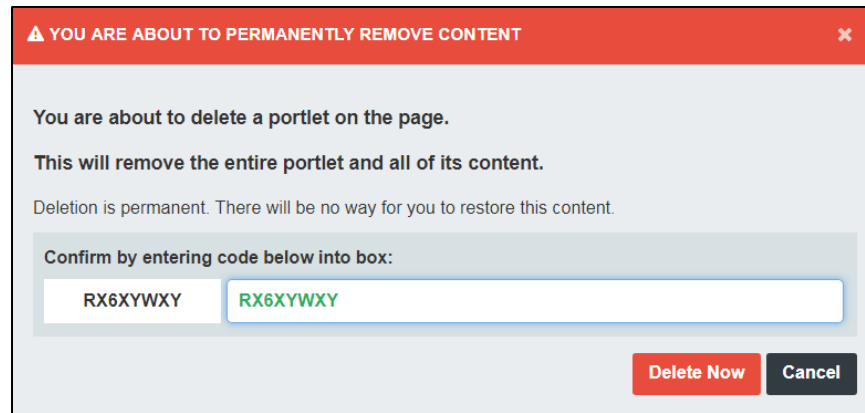 YOU ARE ABOUT TO PERMANENTLY REMOVE CONTENT
You are about to delete a portlet on the page.
This will remove the entire portlet and all of its content.
Deletion is permanent. There will be no way for you to restore this content.
Confirm by entering code below into box:
RX6XYWXY RX6XYWXY
Delete Now Cancel